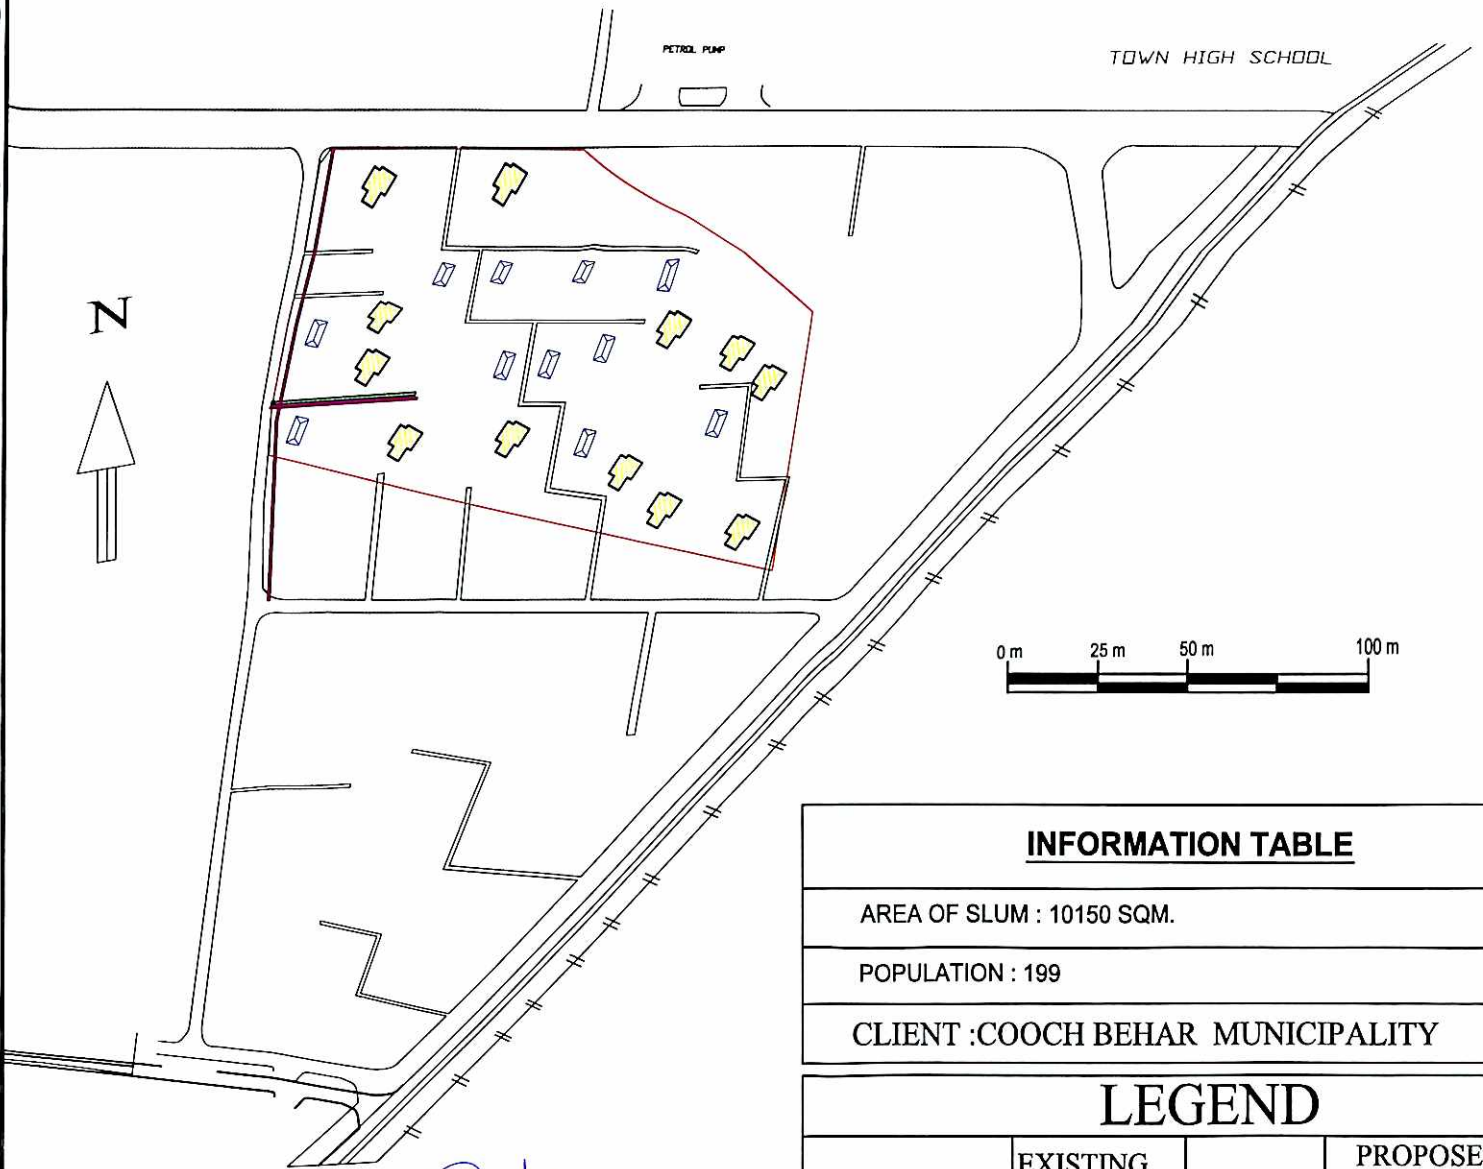 PETROL PUMP
TOWN HIGH SCHOOL
N
0 m 25 m 50 m 100 m
INFORMATION TABLE
AREA OF SLUM : 10150 SQM.
POPULATION : 199
CLIENT :COOCH BEHAR MUNICIPALITY
LEGEND
EXISTING
PROPOSE